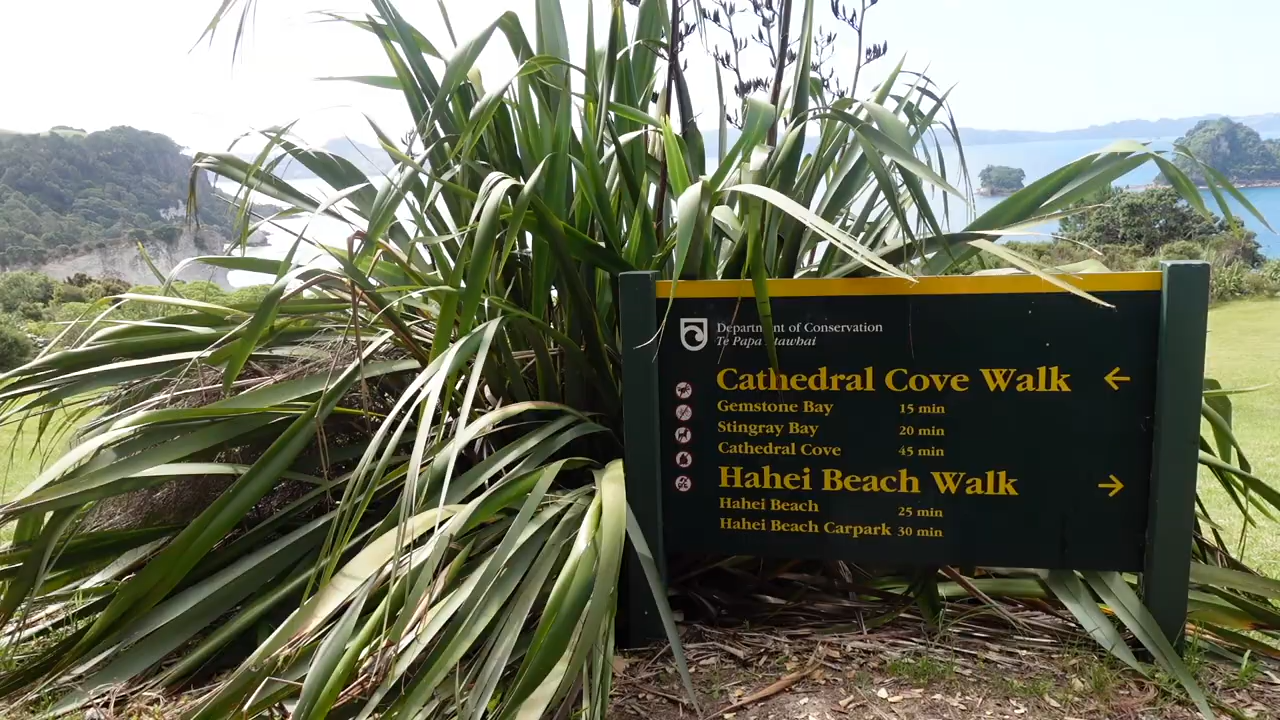 Department of Conservation
Te Papa Atawhai
Cathedral Cove Walk ←
Gemstone Bay 15 min
Stingray Bay 20 min
Cathedral Cove 45 min
Hahei Beach Walk →
Hahei Beach 25 min
Hahei Beach Carpark 30 min